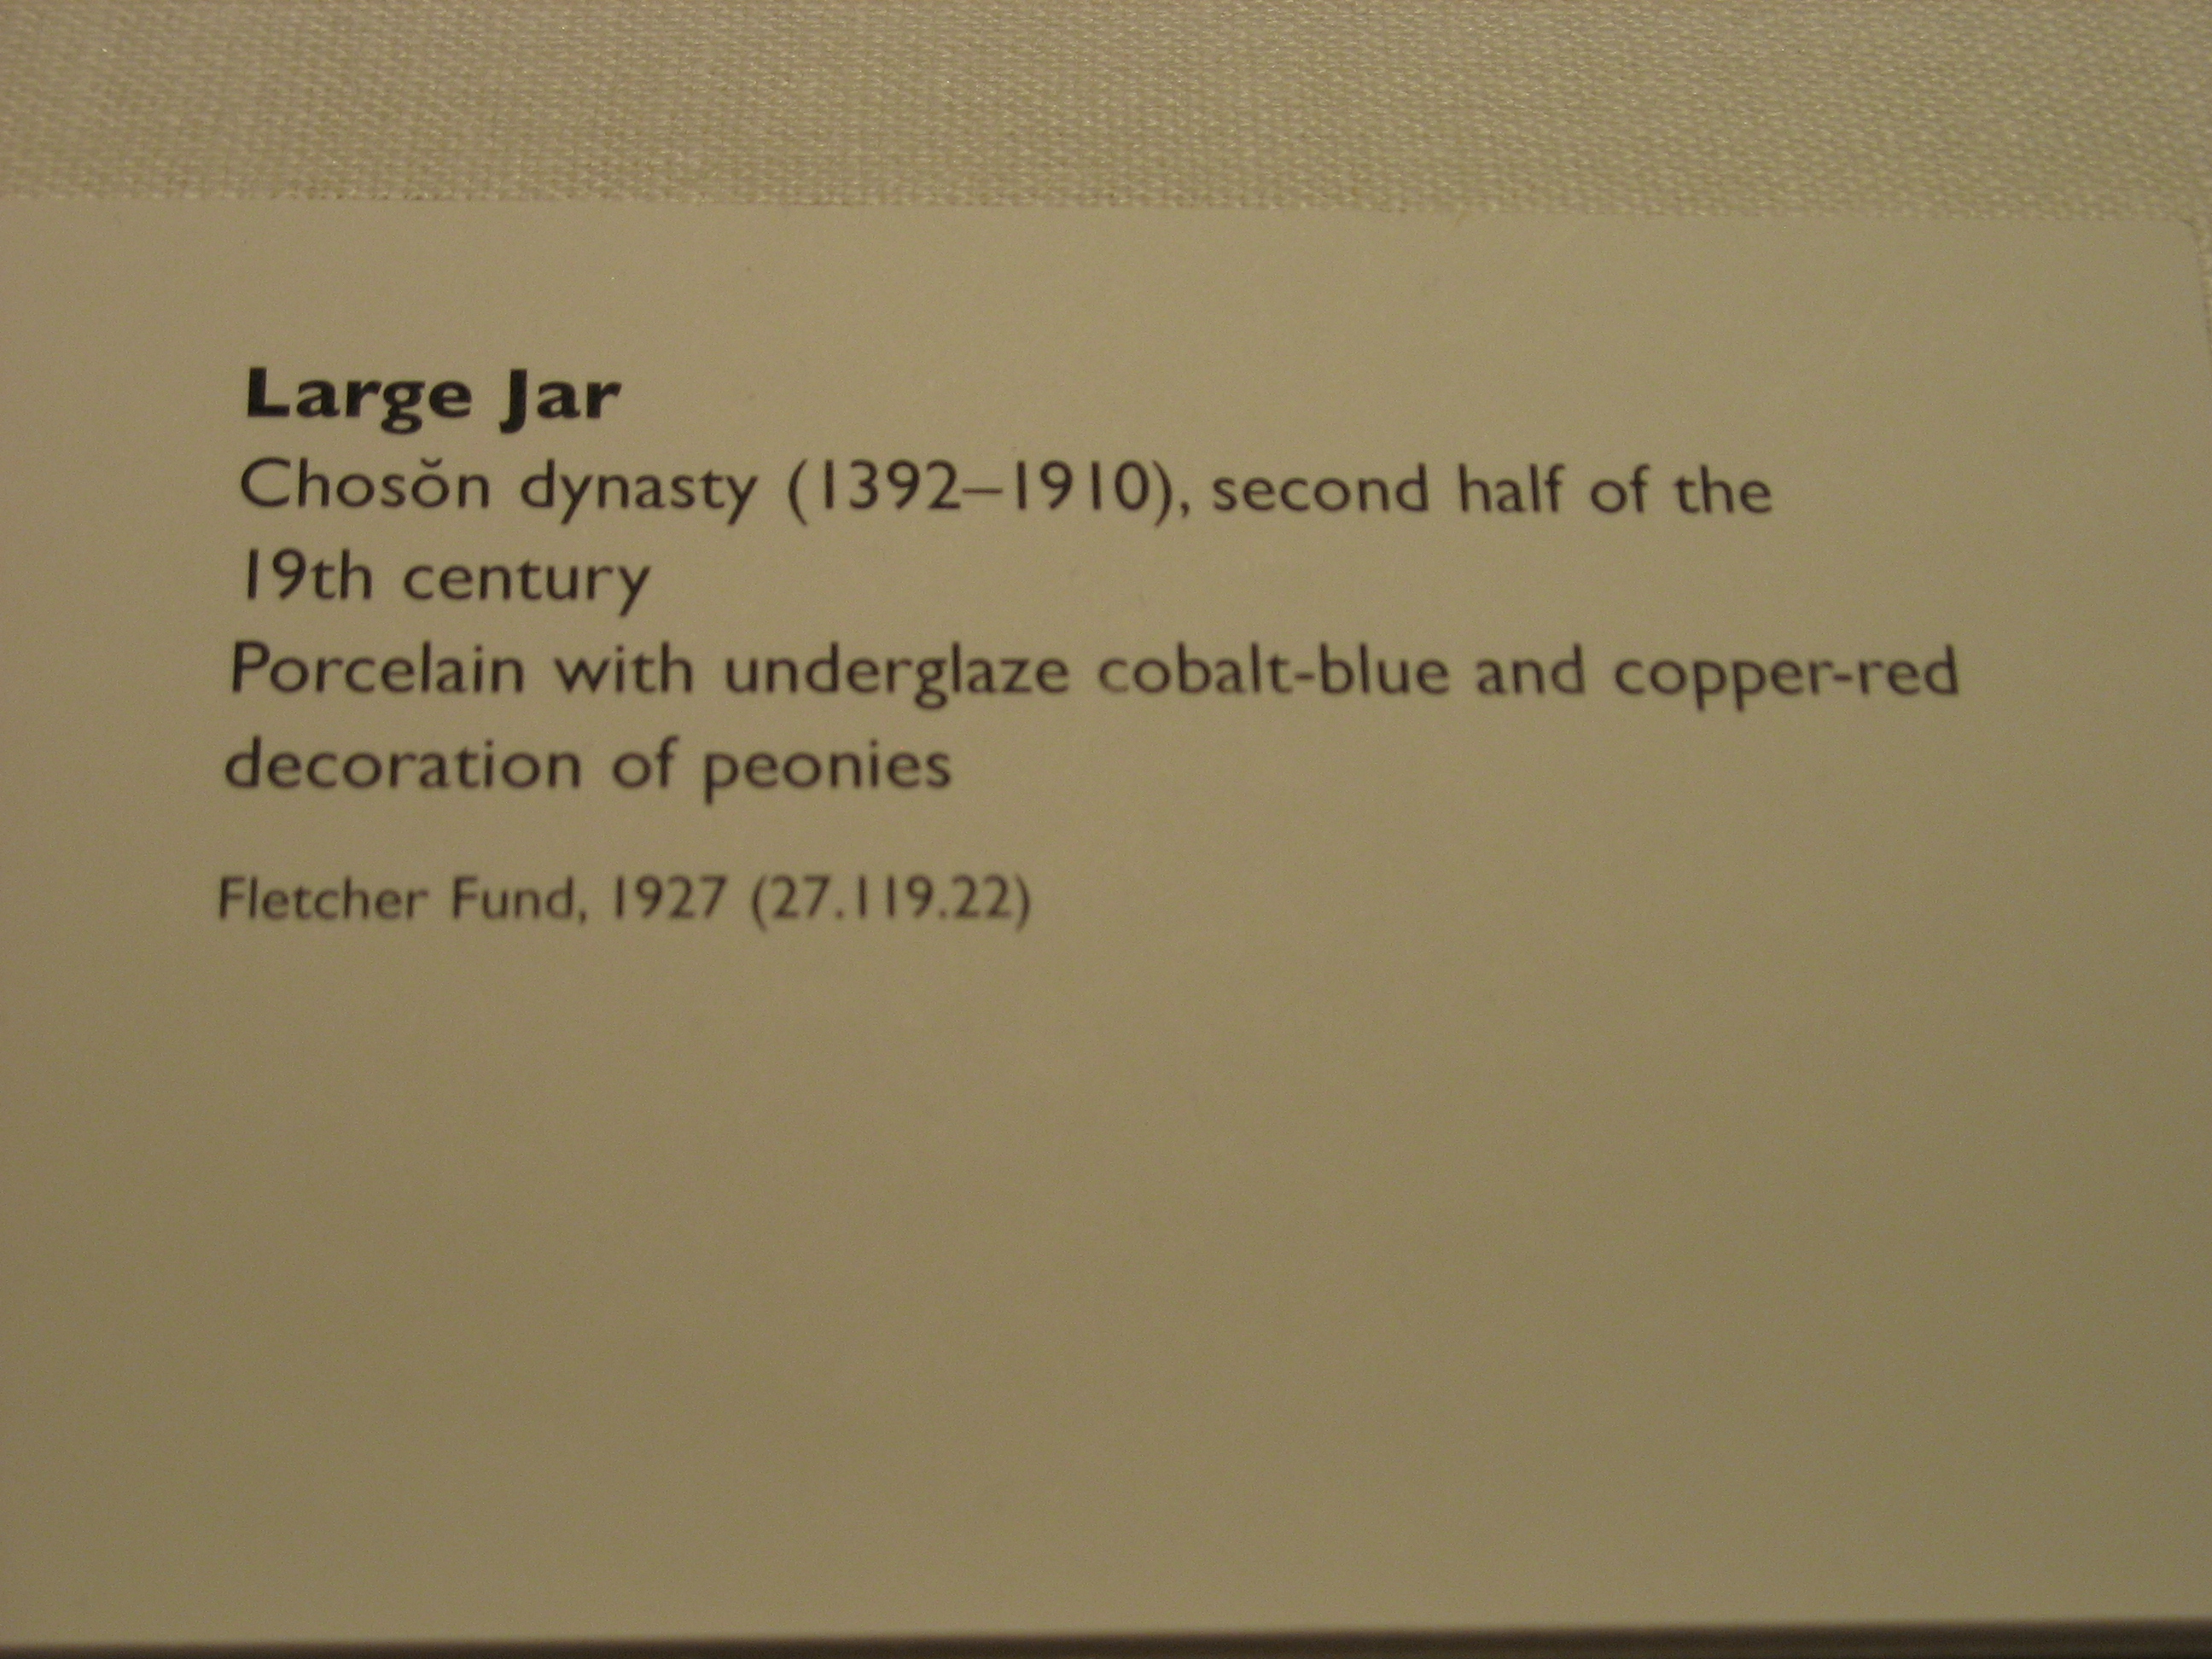 Large Jar
Chosŏn dynasty (1392–1910), second half of the
19th century
Porcelain with underglaze cobalt-blue and copper-red
decoration of peonies
Fletcher Fund, 1927 (27.119.22)